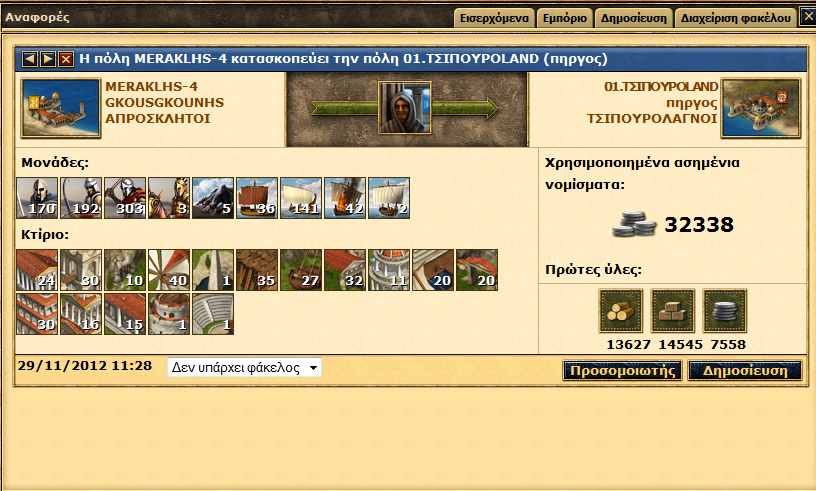 Αναφορές
Εισερχόμενα Εμπόριο Δημοσίευση Διαχείριση φακέλου
Η πόλη MERAKLHS-4 κατασκοπεύει την πόλη 01.ΤΣΙΠΟΥΡΟLAND (πηργος)
MERAKLHS-4
GKOUSGKOUNHS
ΑΠΡΟΣΚΛΗΤΟΙ
01.ΤΣΙΠΟΥΡΟLAND
πηργος
ΤΣΙΠΟΥΡΟΛΑΓΝΟΙ
Μονάδες:
170 192 303 3 5 36 141 42 2
Κτίριο:
24 30 10 40 1 35 27 32 11 20 20
30 16 15 1 1
Χρησιμοποιημένα ασημένια
νομίσματα:
32338
Πρώτες ύλες:
13627 14545 7558
29/11/2012 11:28 Δεν υπάρχει φάκελος
Προσομοιωτής Δημοσίευση